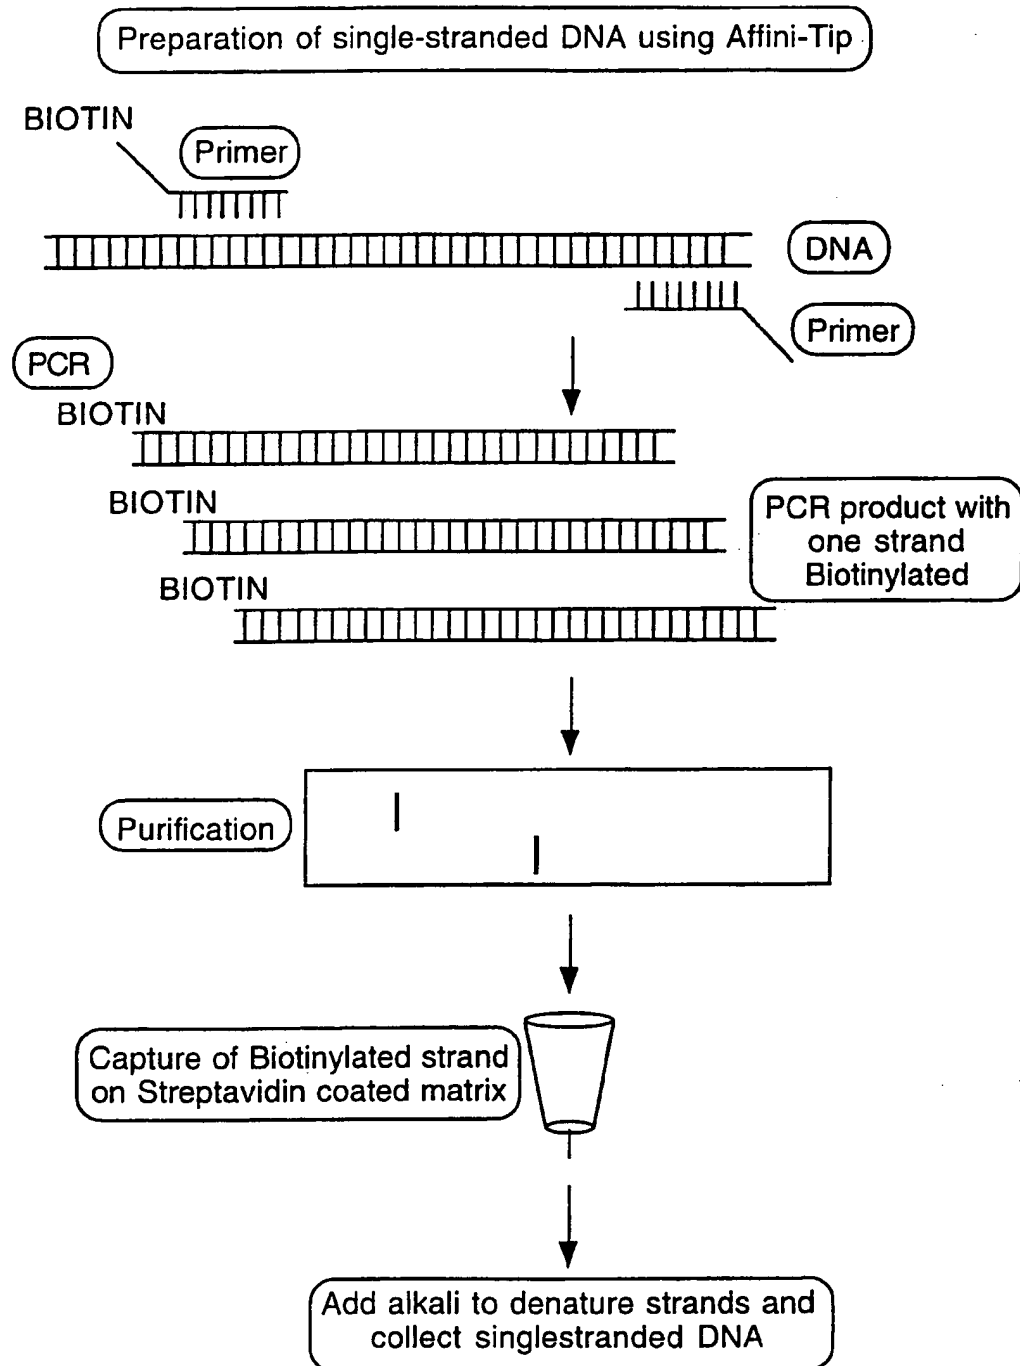 Preparation of single-stranded DNA using Affini-Tip
BIOTIN
Primer
DNA
Primer
PCR
BIOTIN
BIOTIN
BIOTIN
PCR product with
one strand
Biotinylated
Purification
Capture of Biotinylated strand
on Streptavidin coated matrix
Add alkali to denature strands and
collect singlestranded DNA